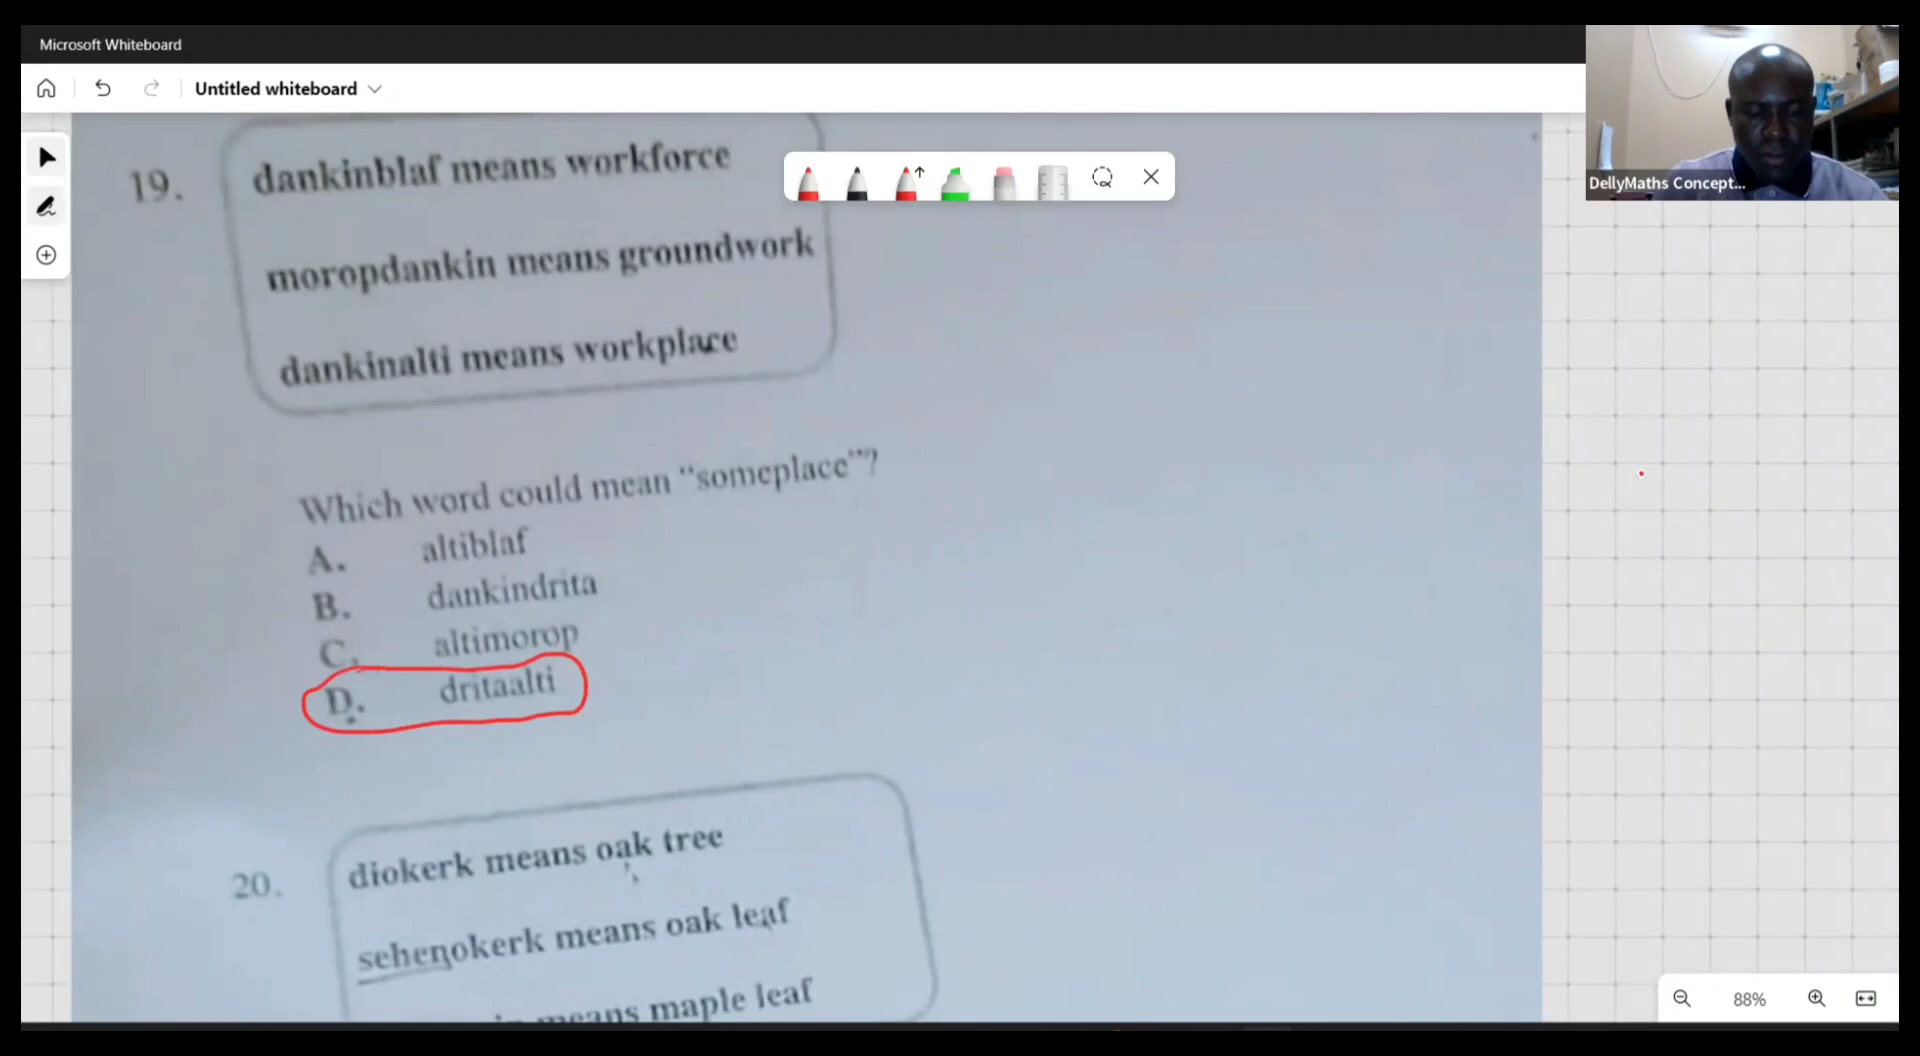 Microsoft Whiteboard
Untitled whiteboard
DellyMaths Concept...
19.
dankinblaf means workforce
moropdankin means groundwork
dankinalti means workplace
Which word could mean “someplace”?
A. altiblaf
B. dankindrita
C. altimorop
D. dritaalti
20.
diokerk means oak tree
sehenokerk means oak leaf
means maple leaf
88%